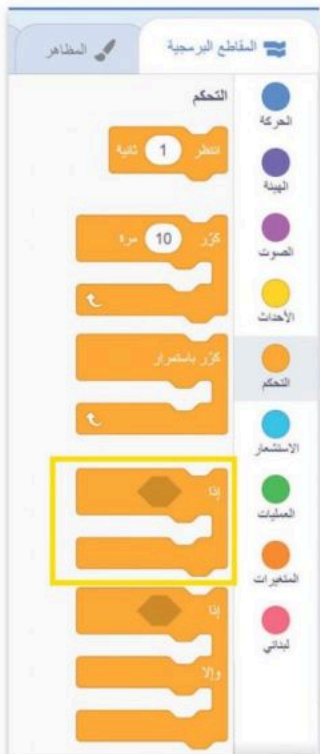 المقاطع البرمجية
المظاهر
الحركة
الهيئة
الصوت
الأحداث
التحكم
الاستشعار
العمليات
المتغيرات
لبناتي
التحكم
انتظر 1 ثانية
كرّر 10 مرة
كرّر باستمرار
إذا
إذا
وإلا